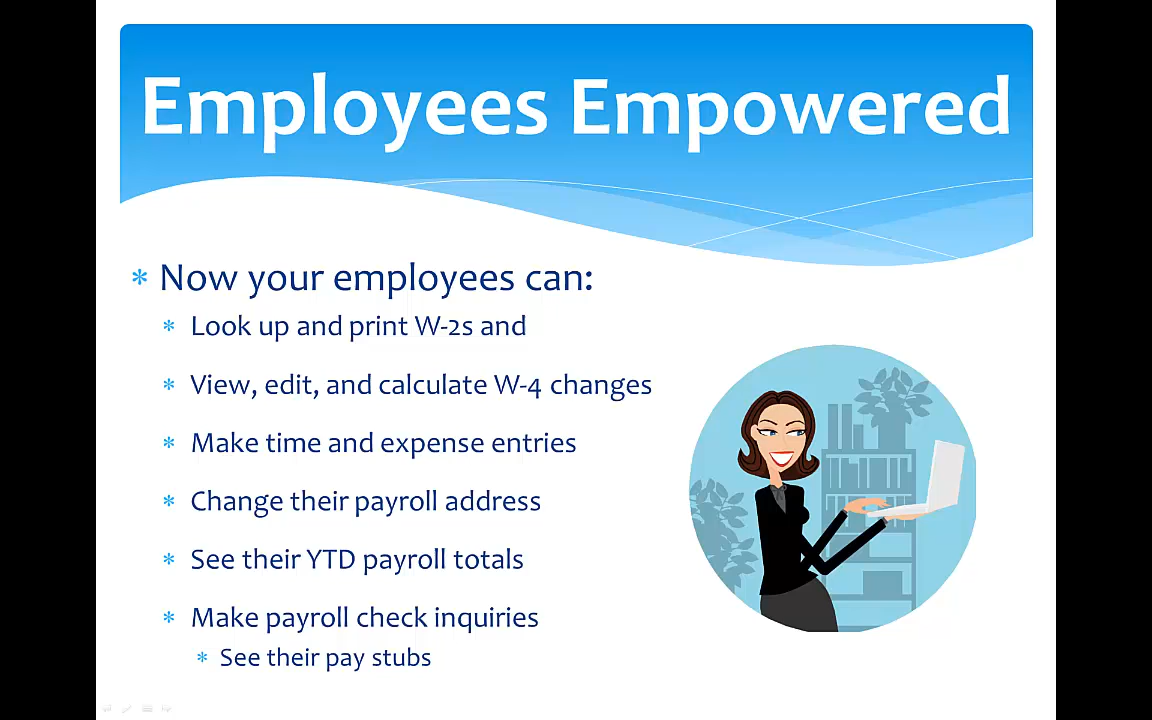 Employees Empowered
* Now your employees can:
* Look up and print W-2s and
* View, edit, and calculate W-4 changes
* Make time and expense entries
* Change their payroll address
* See their YTD payroll totals
* Make payroll check inquiries
* See their pay stubs